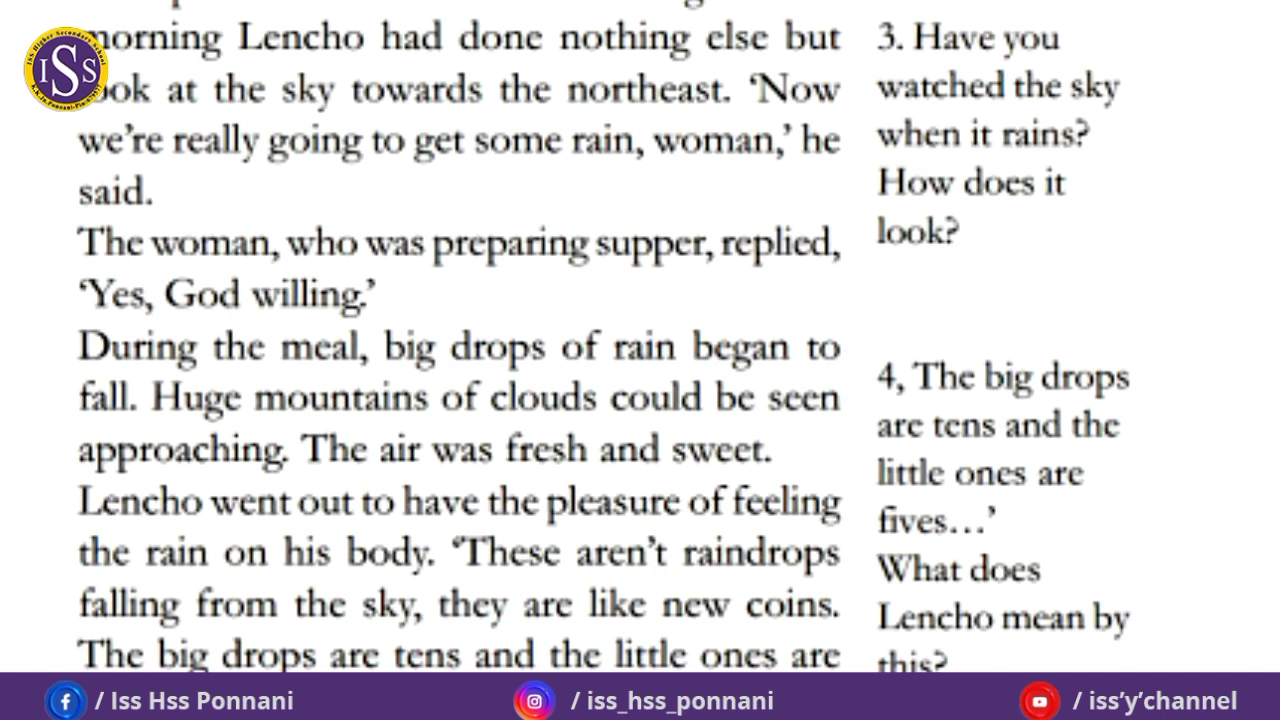 morning Lencho had done nothing else but
look at the sky towards the northeast. ‘Now
we’re really going to get some rain, woman,’ he
said.
The woman, who was preparing supper, replied,
‘Yes, God willing.’
During the meal, big drops of rain began to
fall. Huge mountains of clouds could be seen
approaching. The air was fresh and sweet.
Lencho went out to have the pleasure of feeling
the rain on his body. ‘These aren’t raindrops
falling from the sky, they are like new coins.
The big drops are tens and the little ones are
3. Have you
watched the sky
when it rains?
How does it
look?
4, The big drops
are tens and the
little ones are
fives…’
What does
Lencho mean by
this?
ISS
/ Iss Hss Ponnani
/ iss_hss_ponnani
/ iss’y’channel